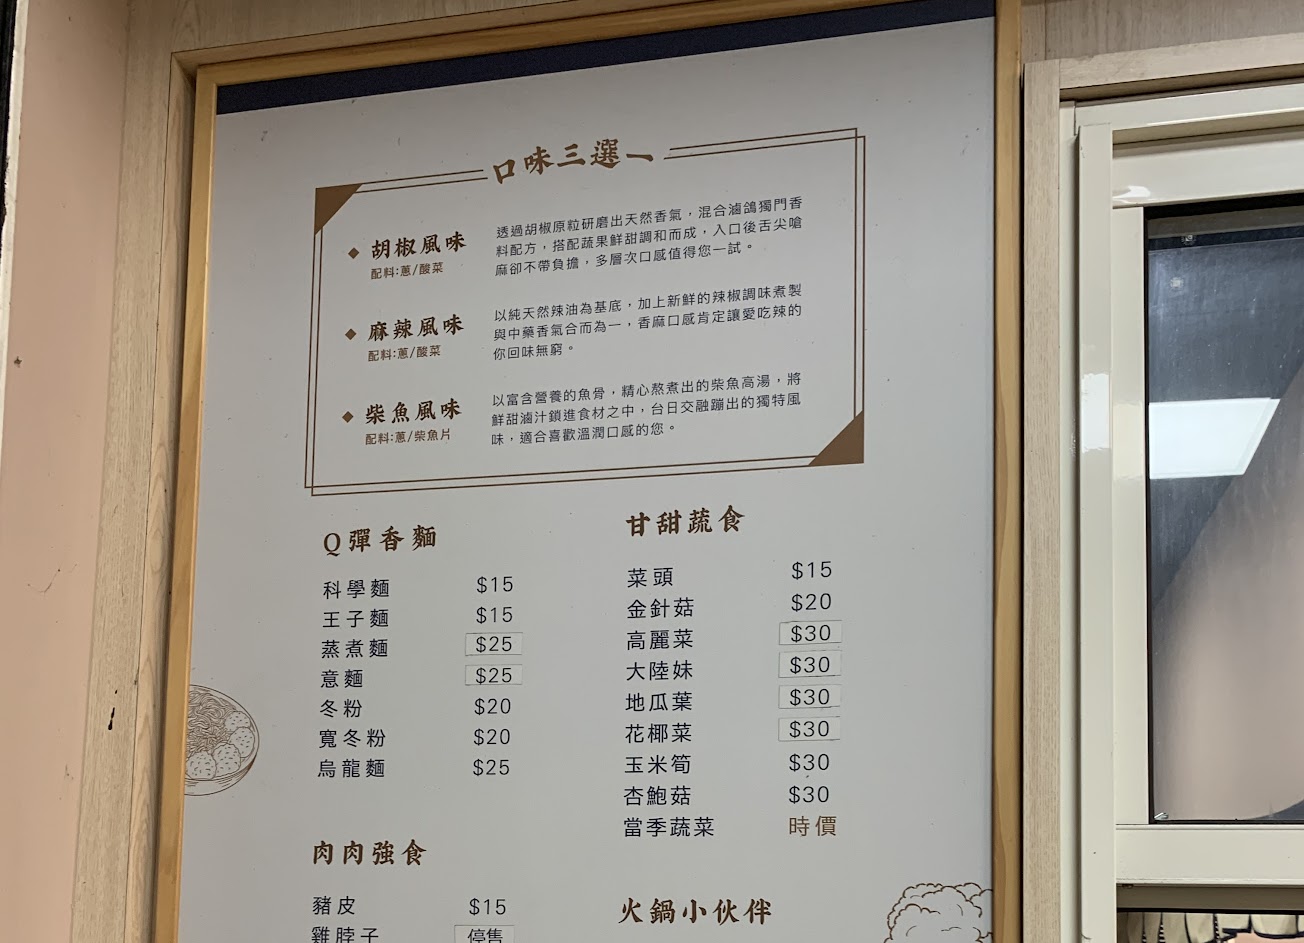 口味三選一
胡椒風味
配料:蔥/酸菜
透過胡椒原粒研磨出天然香氣，混合滷鴿獨門香
料配方，搭配蔬果鮮甜調和而成，入口後舌尖嗆
麻卻不帶負擔，多層次口感值得您一試。
麻辣風味
配料:蔥/酸菜
以純天然辣油為基底，加上新鮮的辣椒調味煮製
與中藥香氣合而為一，香麻口感肯定讓愛吃辣的
你回味無窮。
柴魚風味
配料:蔥/柴魚片
以富含營養的魚骨，精心熬煮出的柴魚高湯，將
鮮甜滷汁鎖進食材之中，台日交融蹦出的獨特風
味，適合喜歡溫潤口感的您。
Q彈香麵
科學麵 $15
王子麵 $15
蒸煮麵 $25
意麵 $25
冬粉 $20
寬冬粉 $20
烏龍麵 $25
肉肉強食
豬皮 $15
雞脖子 停售
甘甜蔬食
菜頭 $15
金針菇 $20
高麗菜 $30
大陸妹 $30
地瓜葉 $30
花椰菜 $30
玉米筍 $30
杏鮑菇 $30
當季蔬菜 時價
火鍋小伙伴